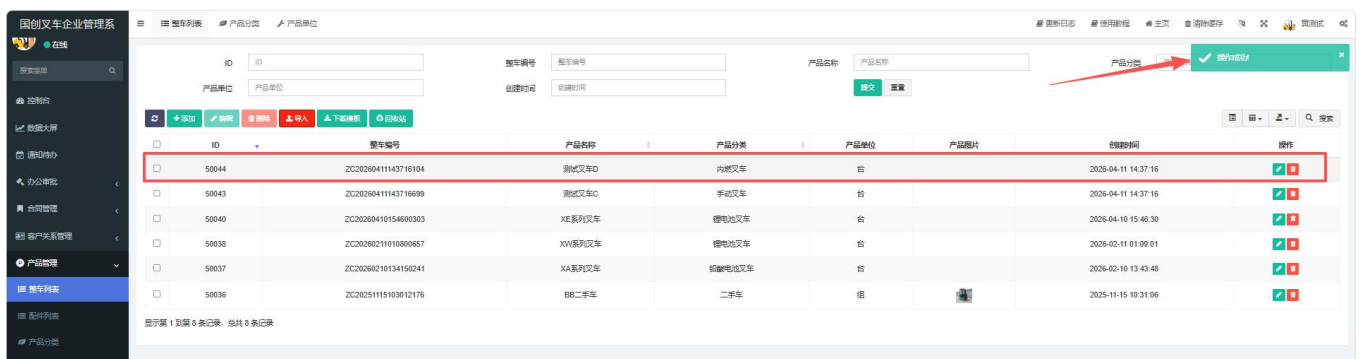 国创叉车企业管理系
整车列表 产品分类 产品单位
更新日志 使用教程 主页 清除缓存 黄测试
在线
搜索菜单
控制台
数据大屏
通知待办
办公审批
合同管理
客户关系管理
产品管理
整车列表
配件列表
产品分类
ID ID 整车编号 整车编号 产品名称 产品名称 产品分类
操作成功!
产品单位 产品单位 创建时间 创建时间 提交 重置
添加 编辑 删除 导入 下载模板 回收站 搜索
ID 整车编号 产品名称 产品分类 产品单位 产品图片 创建时间 操作
50044 ZC20260411143716104 测试叉车D 内燃叉车 台 2026-04-11 14:37:16
50043 ZC20260411143716699 测试叉车C 手动叉车 台 2026-04-11 14:37:16
50040 ZC20260410154600303 XE系列叉车 锂电池叉车 台 2026-04-10 15:46:30
50038 ZC20260211010800657 XW系列叉车 锂电池叉车 台 2026-02-11 01:09:01
50037 ZC20260210134150241 XA系列叉车 铅酸电池叉车 台 2026-02-10 13:43:48
50036 ZC20251115103012176 BB二手车 二手车 组 2025-11-15 10:31:06
显示第 1 到第 8 条记录，总共 8 条记录